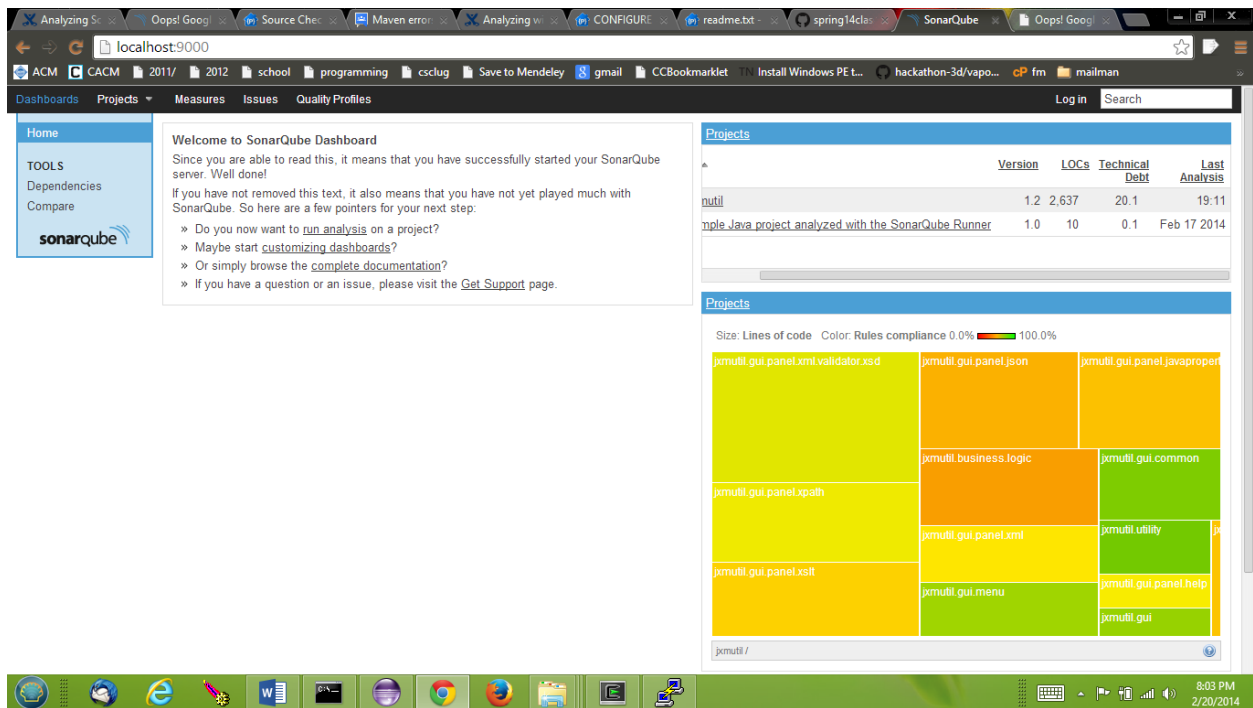 Analyzing Sc
Oops! Googl
Source Chec
Maven error:
Analyzing wi
CONFIGURE
readme.txt -
spring14clas
SonarQube
Oops! Googl
localhost:9000
ACM
CACM
2011/
2012
school
programming
csclug
Save to Mendeley
gmail
CCBookmarklet
TN Install Windows PE t...
hackathon-3d/vapo...
cP fm
mailman
Dashboards Projects Measures Issues Quality Profiles
Log in Search
Home
TOOLS
Dependencies
Compare
sonarqube
Welcome to SonarQube Dashboard
Since you are able to read this, it means that you have successfully started your SonarQube
server. Well done!
If you have not removed this text, it also means that you have not yet played much with
SonarQube. So here are a few pointers for your next step:
» Do you now want to run analysis on a project?
» Maybe start customizing dashboards?
» Or simply browse the complete documentation?
» If you have a question or an issue, please visit the Get Support page.
Projects
Version LOCs Technical Debt Last Analysis
nutil 1.2 2,637 20.1 19:11
mple Java project analyzed with the SonarQube Runner 1.0 10 0.1 Feb 17 2014
Projects
Size: Lines of code Color: Rules compliance 0.0% 100.0%
jxmutil.gui.panel.xml.validator.xsd
jxmutil.gui.panel.json
jxmutil.gui.panel.javapropert
jxmutil.business.logic
jxmutil.gui.common
jxmutil.gui.panel.xpath
jxmutil.gui.panel.xml
jxmutil.utility
jx
jxmutil.gui.panel.xslt
jxmutil.gui.panel.help
jxmutil.gui.menu
jxmutil.gui
jxmutil /
8:03 PM
2/20/2014